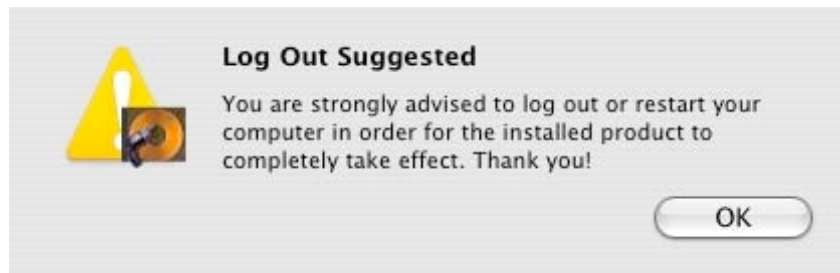 Log Out Suggested
You are strongly advised to log out or restart your
computer in order for the installed product to
completely take effect. Thank you!
OK